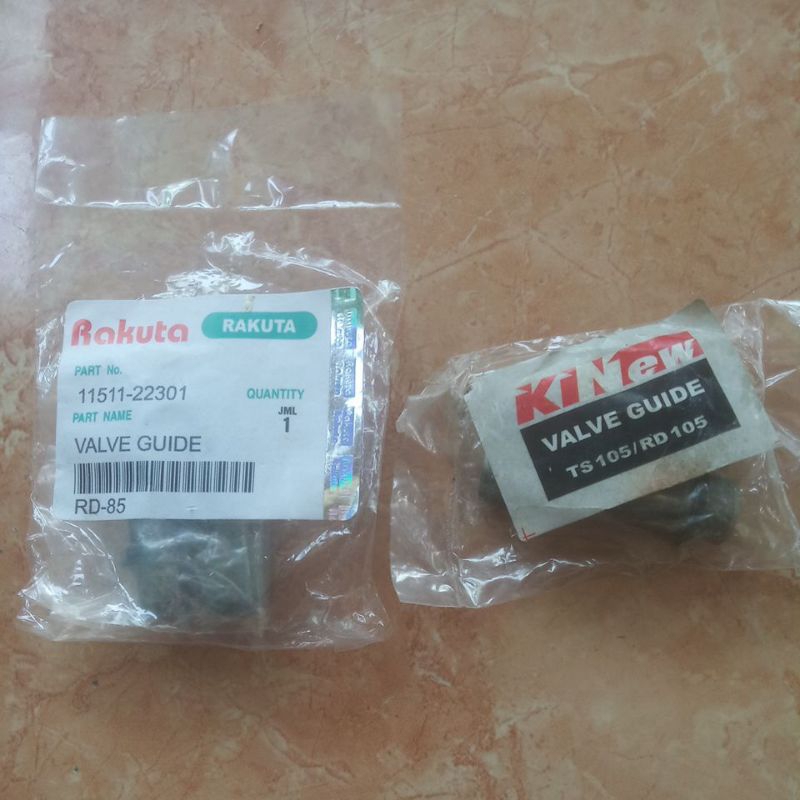 Rakuta RAKUTA
PART No.
11511-22301
QUANTITY
PART NAME
JML
1
VALVE GUIDE
RD-85
KiNew
VALVE GUIDE
TS 105/RD 105